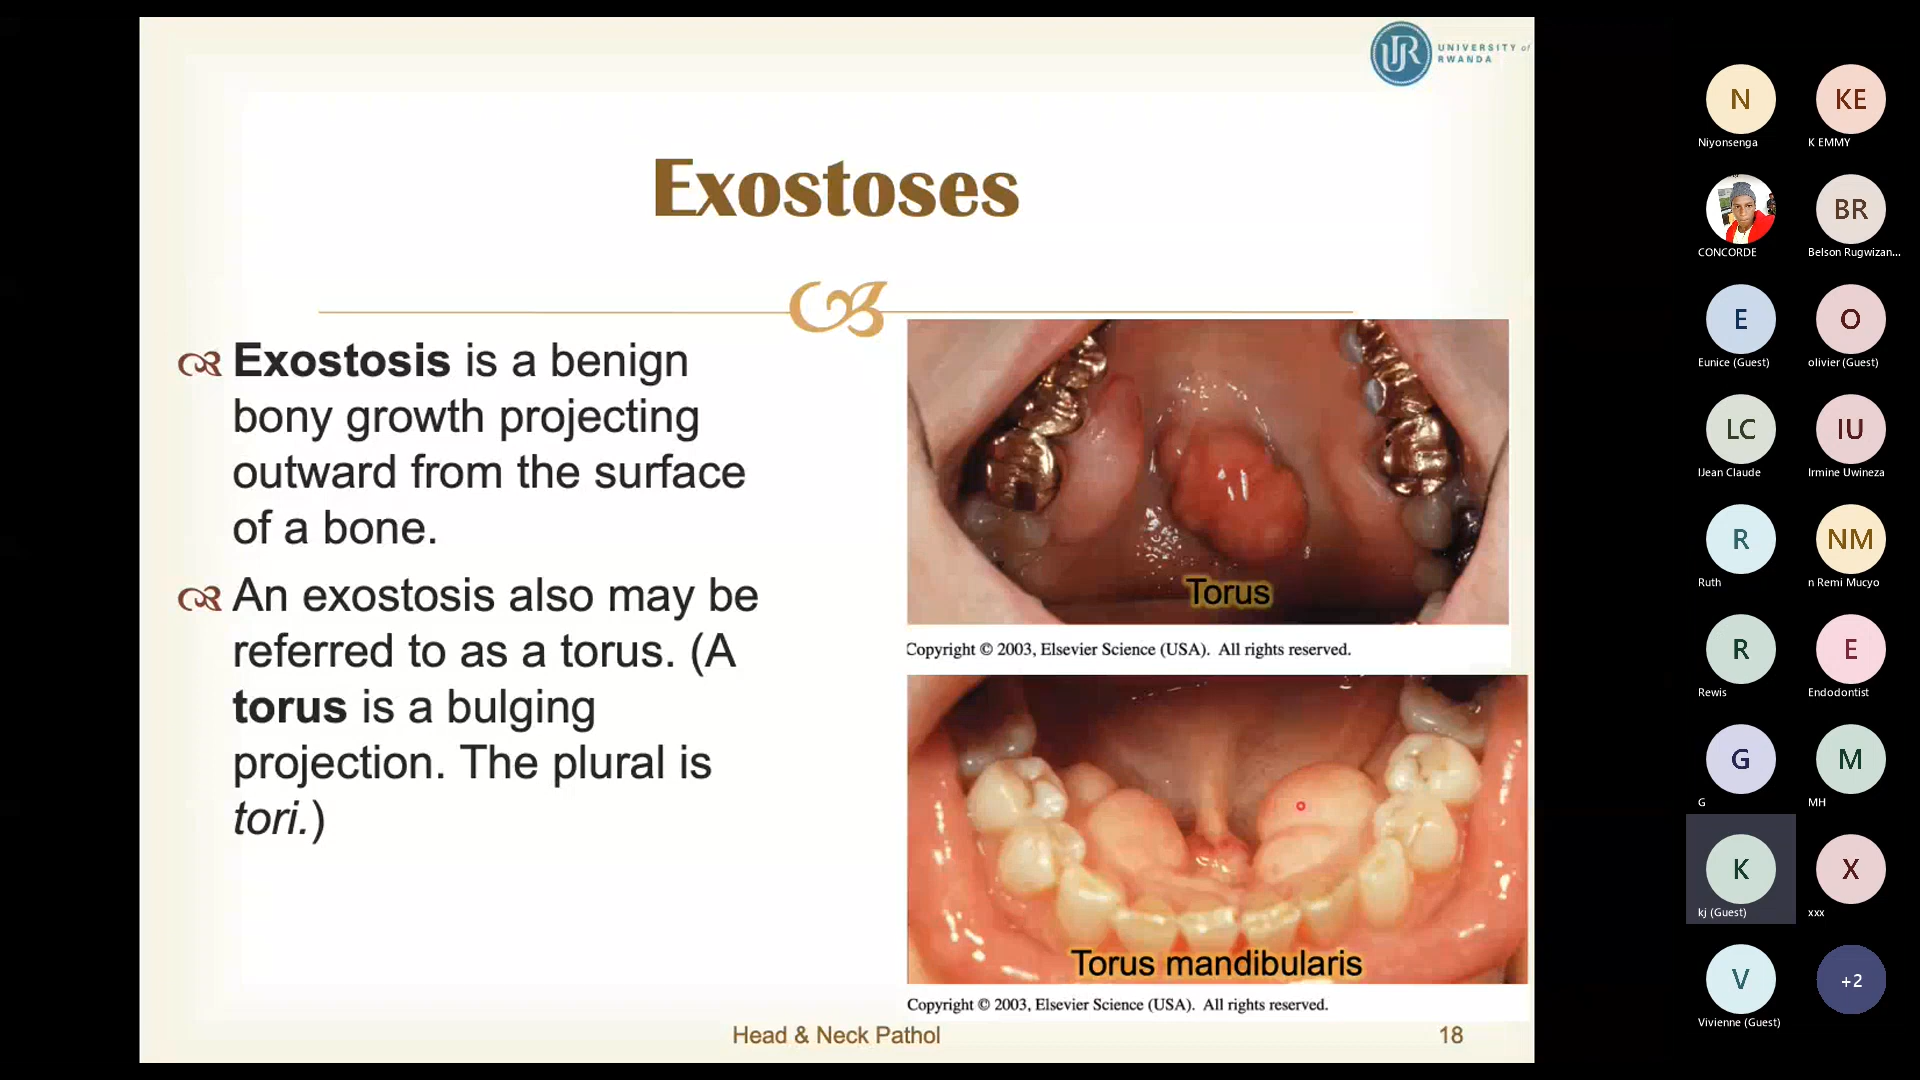 UNIVERSITY of
RWANDA
Exostoses
Exostosis is a benign
bony growth projecting
outward from the surface
of a bone.
An exostosis also may be
referred to as a torus. (A
torus is a bulging
projection. The plural is
tori.)
Torus
Copyright © 2003, Elsevier Science (USA). All rights reserved.
Torus mandibularis
Copyright © 2003, Elsevier Science (USA). All rights reserved.
Head & Neck Pathol
18
N
Niyonsenga
KE
K EMMY
CONCORDE
BR
Belson Rugwizan...
E
Eunice (Guest)
O
olivier (Guest)
LC
IJean Claude
IU
Irmine Uwineza
R
Ruth
NM
n Remi Mucyo
R
Rewis
E
Endodontist
G
G
M
MH
K
kj (Guest)
X
xxx
V
Vivienne (Guest)
+2